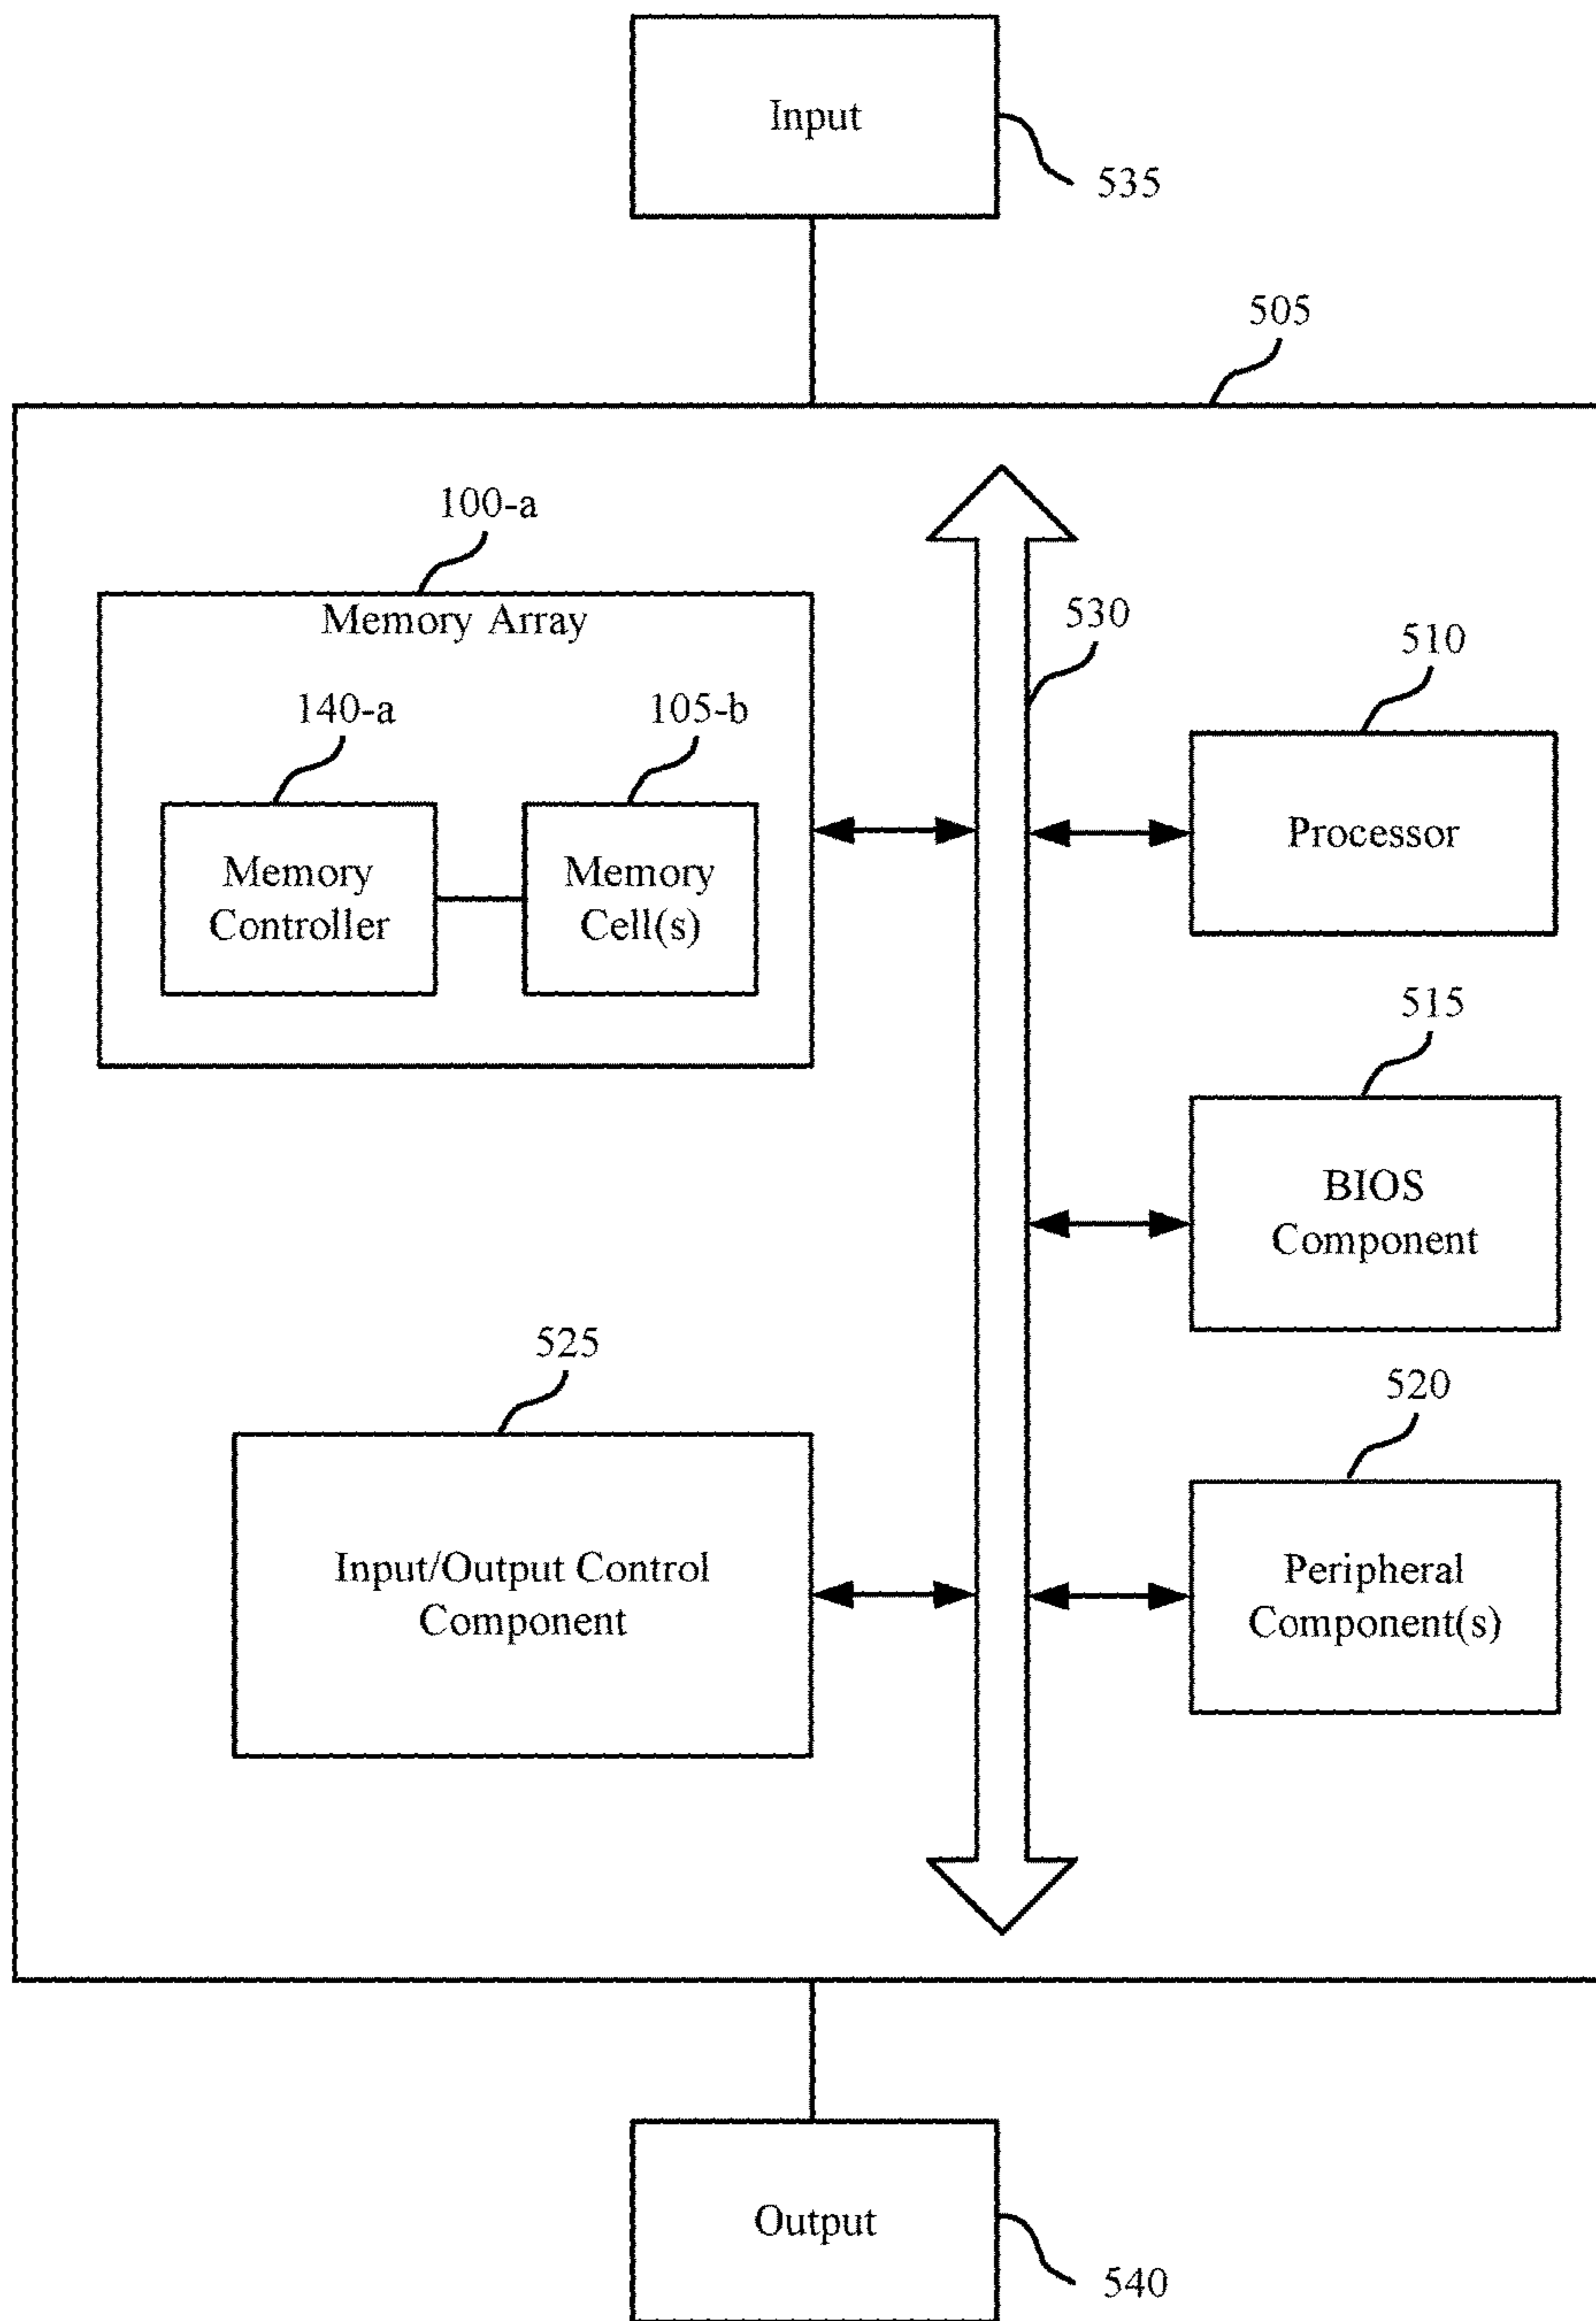 Input
535
505
100-a
Memory Array
530
510
140-a
105-b
Memory
Controller
Memory
Cell(s)
Processor
515
BIOS
Component
525
520
Input/Output Control
Component
Peripheral
Component(s)
Output
540